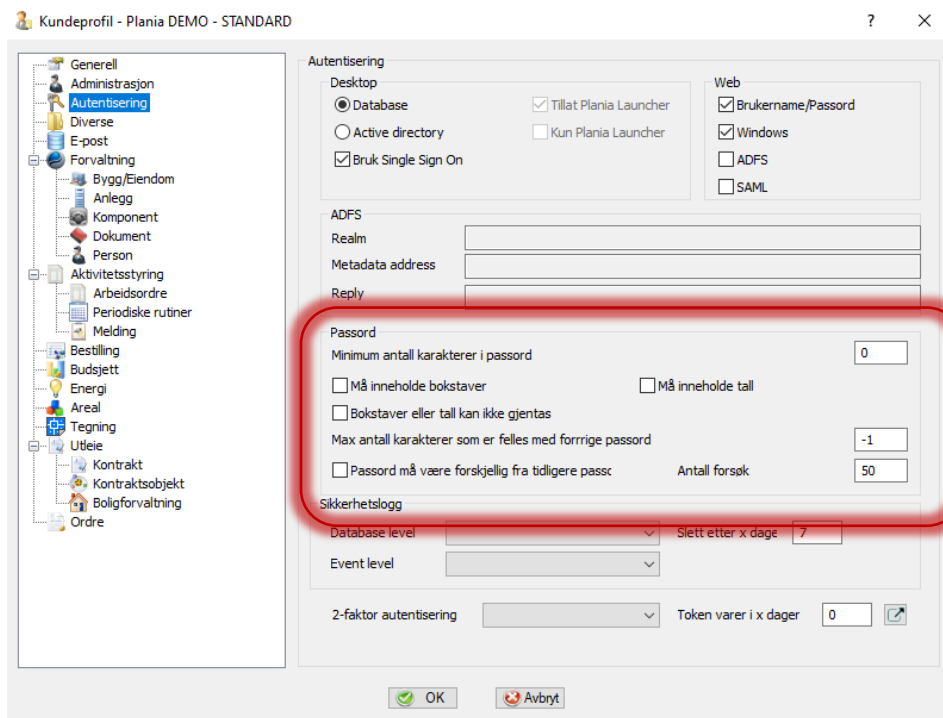 Kundeprofil - Plania DEMO - STANDARD
?
Generell
Administrasjon
Autentisering
Diverse
E-post
Forvaltning
Bygg/Eiendom
Anlegg
Komponent
Dokument
Person
Aktivitetsstyring
Arbeidsordre
Periodiske rutiner
Melding
Bestilling
Budsjett
Energi
Areal
Tegning
Utleie
Kontrakt
Kontraktsobjekt
Boligforvaltning
Ordre
Autentisering
Desktop
Database
Tillat Plania Launcher
Active directory
Kun Plania Launcher
Bruk Single Sign On
Web
Brukername/Passord
Windows
ADFS
SAML
ADFS
Realm
Metadata address
Reply
Passord
Minimum antall karakterer i passord 0
Må inneholde bokstaver Må inneholde tall
Bokstaver eller tall kan ikke gjentas
Max antall karakterer som er felles med forrrige passord -1
Passord må være forskjellig fra tidligere passc Antall forsøk 50
Sikkerhetslogg
Database level Slett etter x dage 7
Event level
2-faktor autentisering Token varer i x dager 0
OK Avbryt